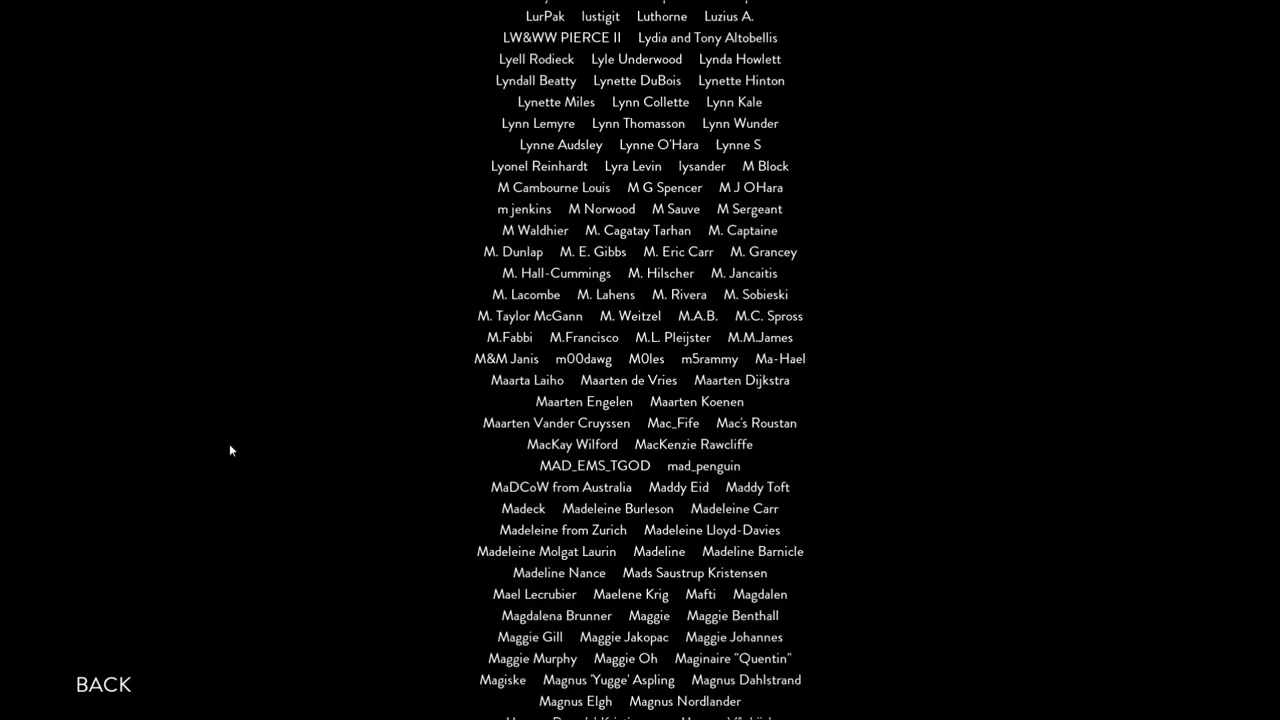 LurPak lustigit Luthorne Luzius A.
LW&WW PIERCE II Lydia and Tony Altobellis
Lyell Rodieck Lyle Underwood Lynda Howlett
Lyndall Beatty Lynette DuBois Lynette Hinton
Lynette Miles Lynn Collette Lynn Kale
Lynn Lemyre Lynn Thomasson Lynn Wunder
Lynne Audsley Lynne O'Hara Lynne S
Lyonel Reinhardt Lyra Levin lysander M Block
M Cambourne Louis M G Spencer M J OHara
m jenkins M Norwood M Sauve M Sergeant
M Waldhier M. Cagatay Tarhan M. Captaine
M. Dunlap M. E. Gibbs M. Eric Carr M. Grancey
M. Hall-Cummings M. Hilscher M. Jancaitis
M. Lacombe M. Lahens M. Rivera M. Sobieski
M. Taylor McGann M. Weitzel M.A.B. M.C. Spross
M.Fabbi M.Francisco M.L. Pleijster M.M.James
M&M Janis m00dawg M0les m5rammy Ma-Hael
Maarta Laiho Maarten de Vries Maarten Dijkstra
Maarten Engelen Maarten Koenen
Maarten Vander Cruyssen Mac_Fife Mac's Roustan
MacKay Wilford MacKenzie Rawcliffe
MAD_EMS_TGOD mad_penguin
MaDCoW from Australia Maddy Eid Maddy Toft
Madeck Madeleine Burleson Madeleine Carr
Madeleine from Zurich Madeleine Lloyd-Davies
Madeleine Molgat Laurin Madeline Madeline Barnicle
Madeline Nance Mads Saustrup Kristensen
Mael Lecrubier Maelene Krig Mafti Magdalen
Magdalena Brunner Maggie Maggie Benthall
Maggie Gill Maggie Jakopac Maggie Johannes
Maggie Murphy Maggie Oh Maginaire "Quentin"
Magiske Magnus 'Yugge' Aspling Magnus Dahlstrand
Magnus Elgh Magnus Nordlander
BACK